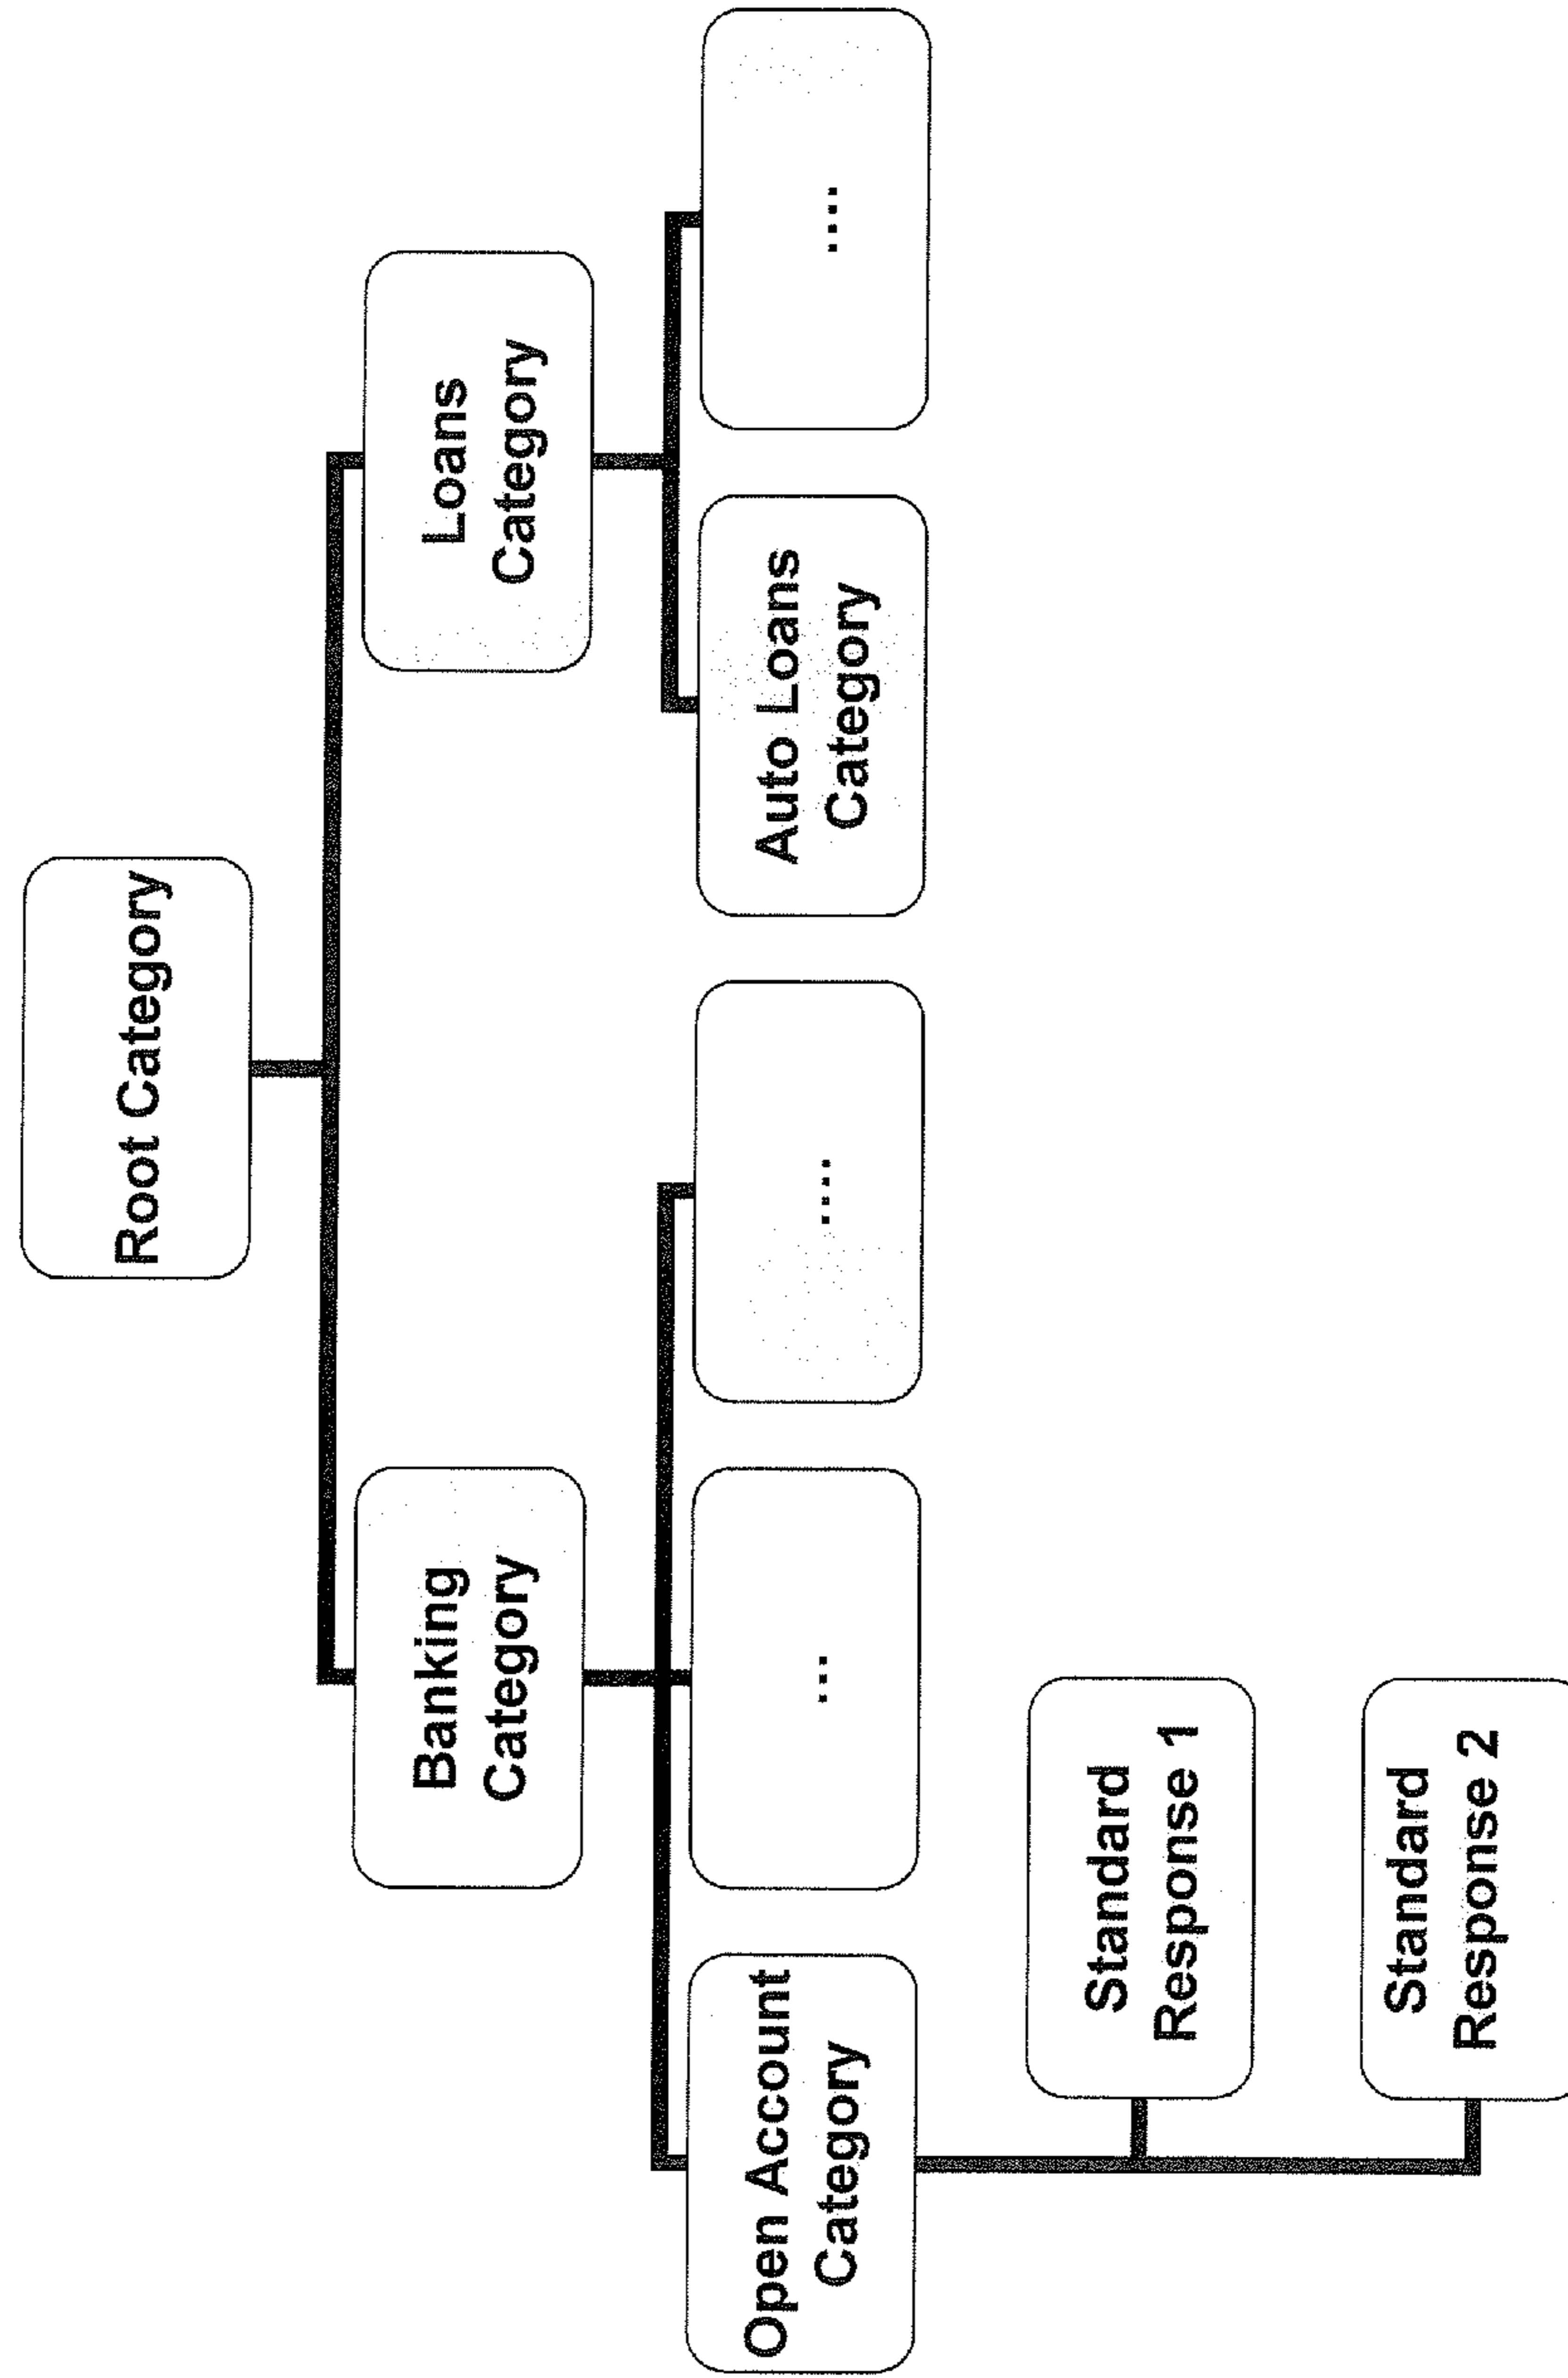 Root Category
Banking
Category
Loans
Category
Open Account
Category
...
....
Auto Loans
Category
....
Standard
Response 1
Standard
Response 2